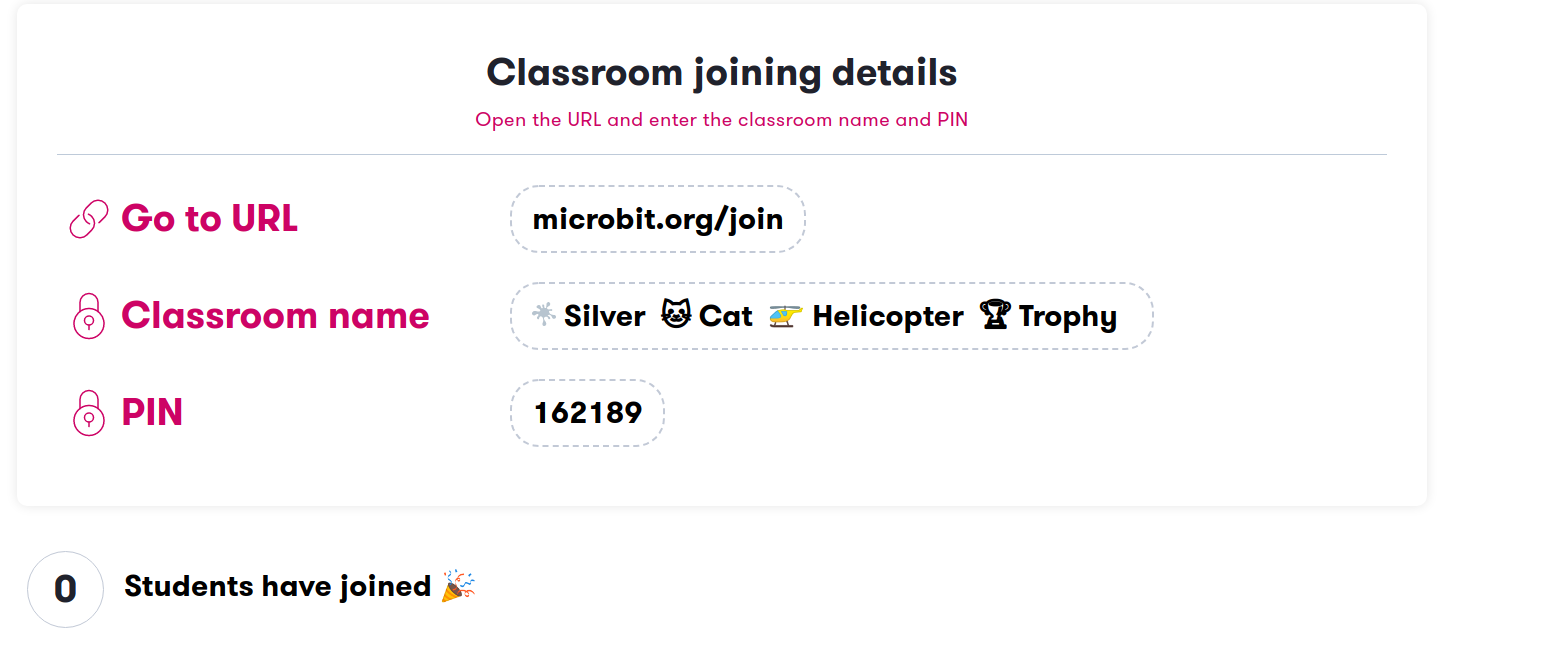 Classroom joining details
Open the URL and enter the classroom name and PIN
Go to URL microbit.org/join
Classroom name Silver Cat Helicopter Trophy
PIN 162189
0 Students have joined